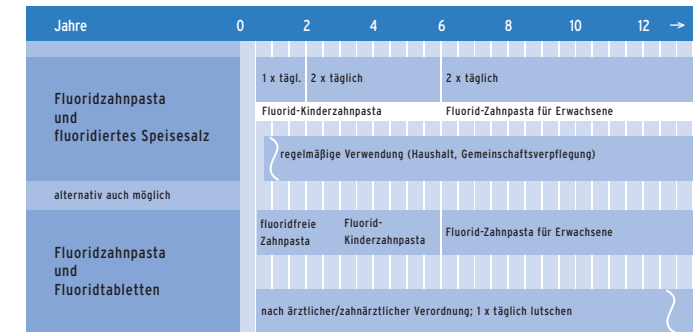 Jahre 0 2 4 6 8 10 12 →
1 x tägl. 2 x täglich 2 x täglich
Fluoridzahnpasta
und
fluoridiertes Speisesalz
Fluorid-Kinderzahnpasta Fluorid-Zahnpasta für Erwachsene
regelmäßige Verwendung (Haushalt, Gemeinschaftsverpflegung)
alternativ auch möglich
Fluoridzahnpasta
und
Fluoridtabletten
fluoridfreie
Zahnpasta
Fluorid-
Kinderzahnpasta
Fluorid-Zahnpasta für Erwachsene
nach ärztlicher/zahnärztlicher Verordnung; 1 x täglich lutschen